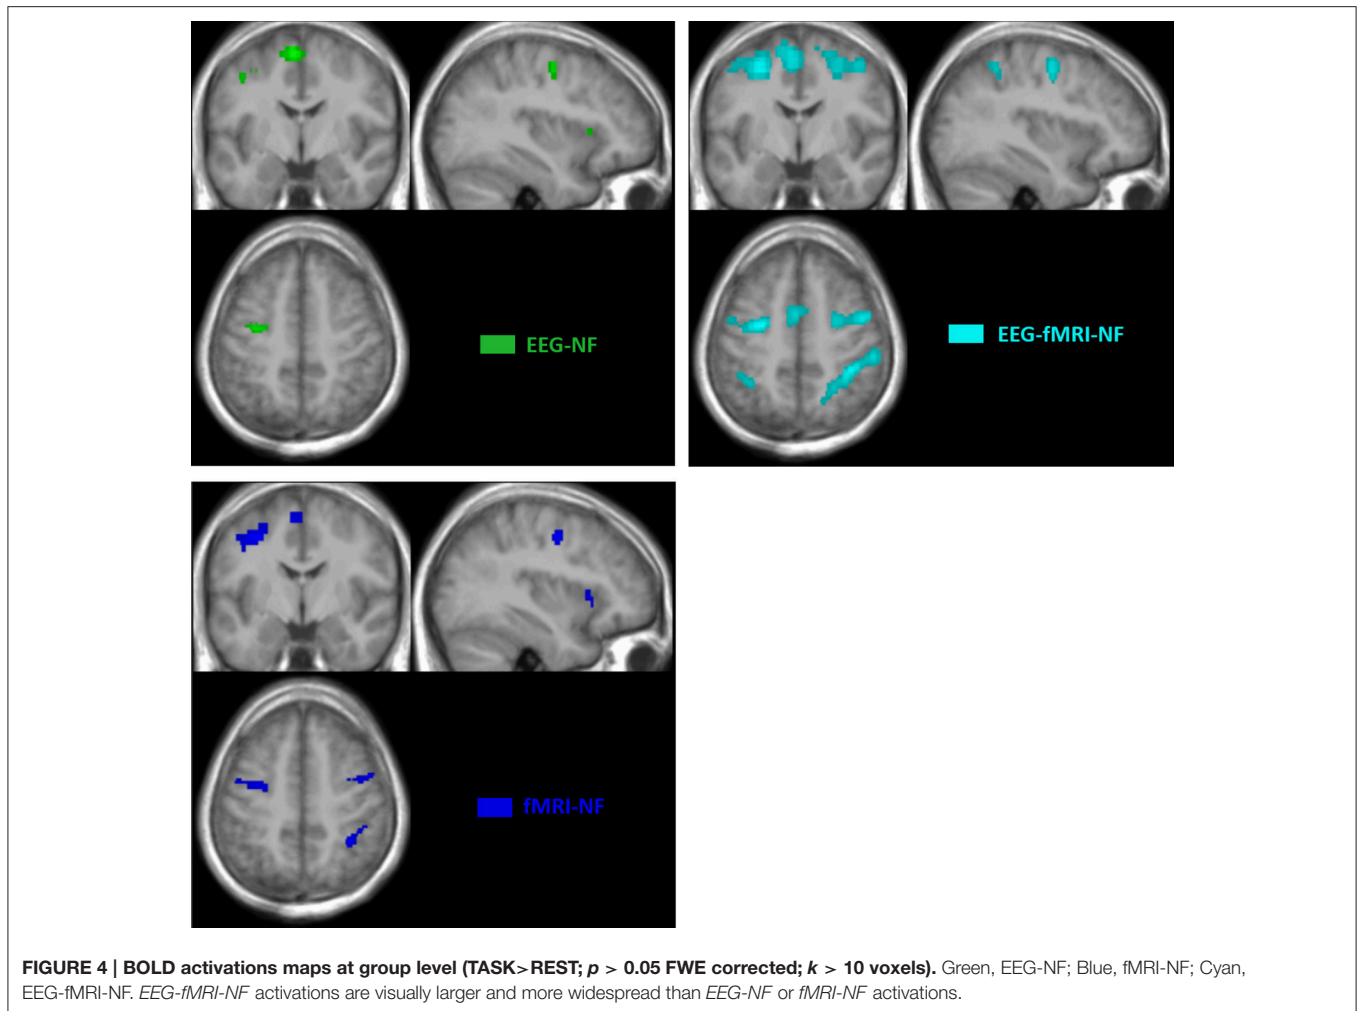 EEG-NF
EEG-fMRI-NF
fMRI-NF
FIGURE 4 | BOLD activations maps at group level (TASK>REST; p > 0.05 FWE corrected; k > 10 voxels). Green, EEG-NF; Blue, fMRI-NF; Cyan,
EEG-fMRI-NF. EEG-fMRI-NF activations are visually larger and more widespread than EEG-NF or fMRI-NF activations.